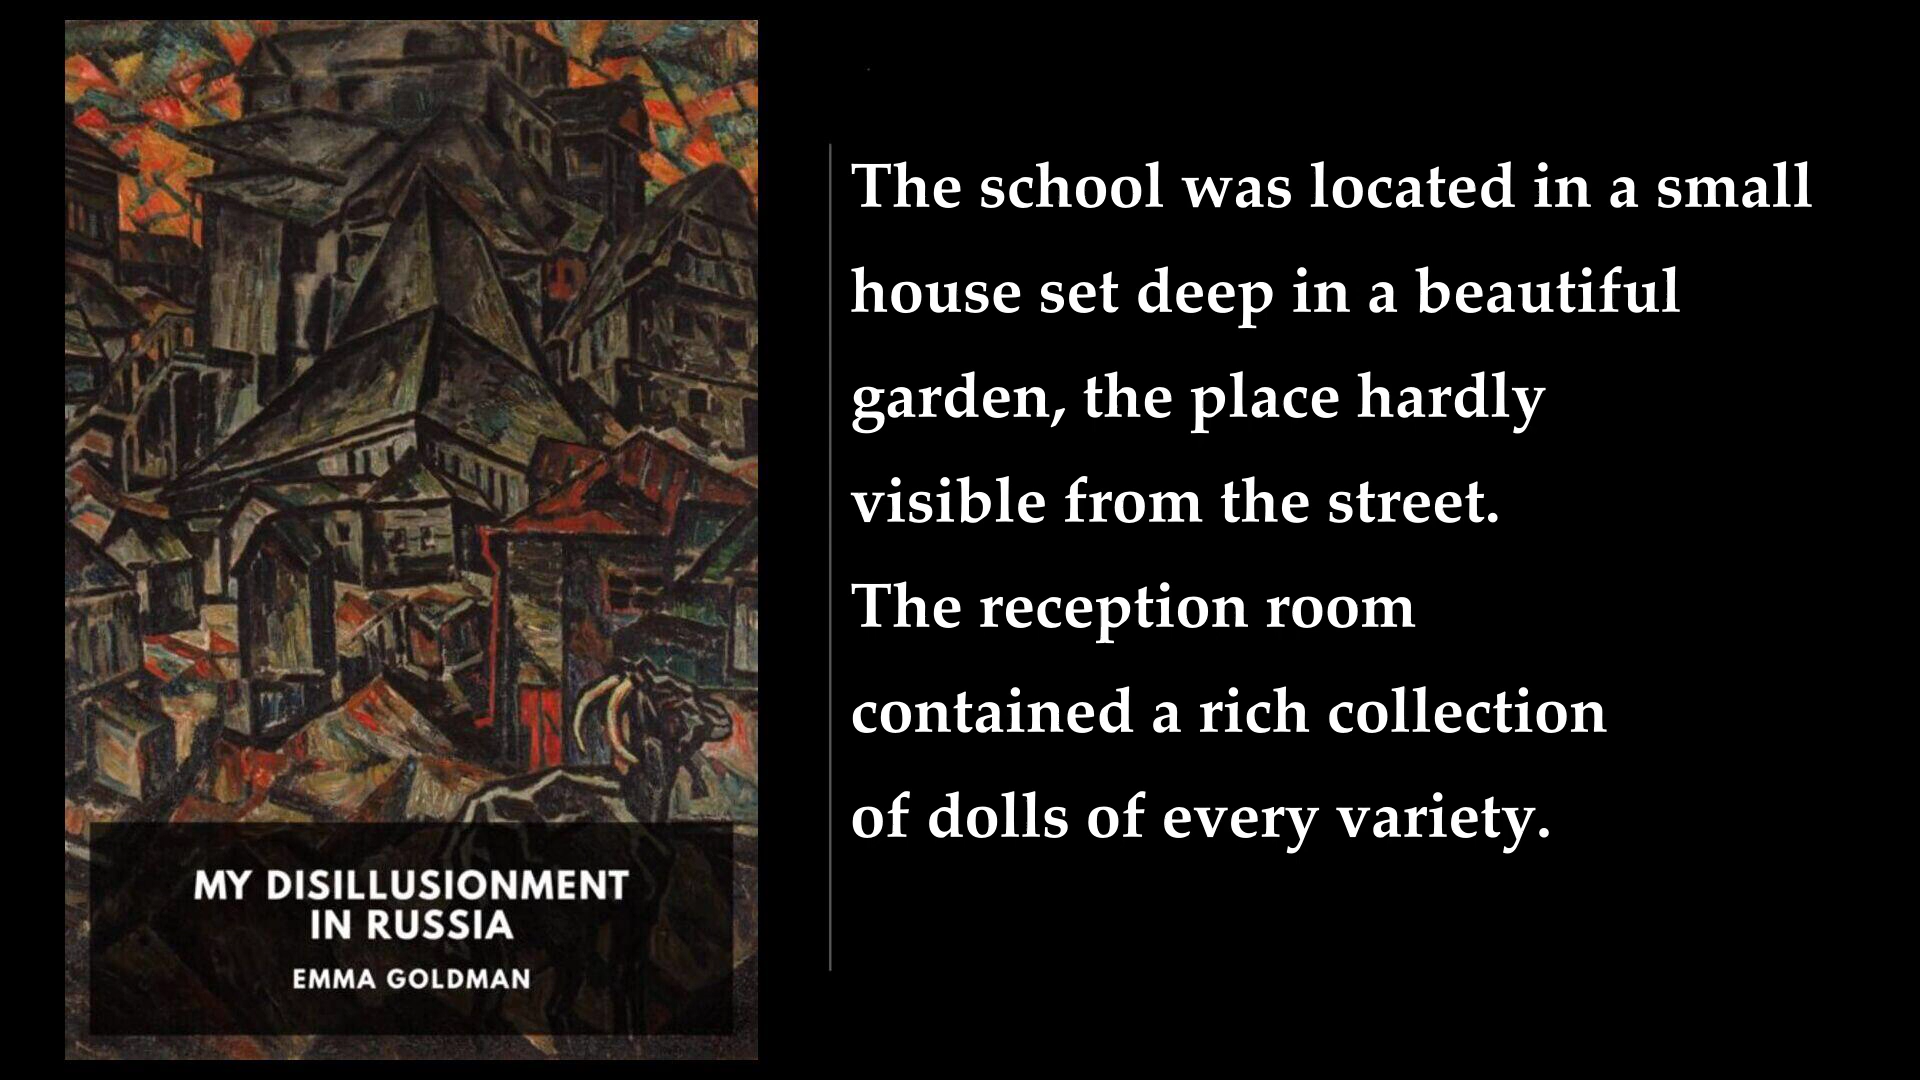 MY DISILLUSIONMENT
IN RUSSIA
EMMA GOLDMAN
The school was located in a small
house set deep in a beautiful
garden, the place hardly
visible from the street.
The reception room
contained a rich collection
of dolls of every variety.